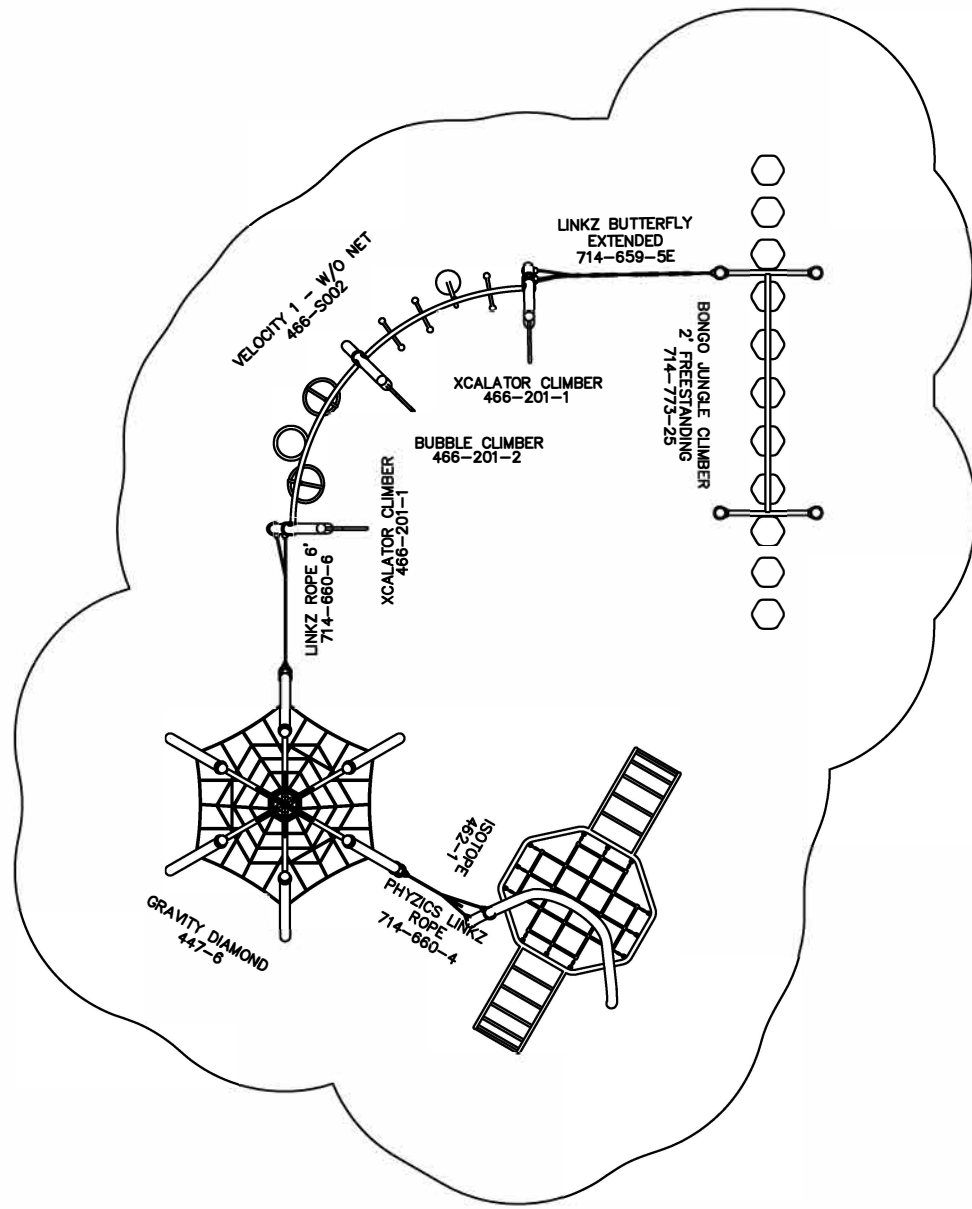 LINKZ BUTTERFLY
EXTENDED
714-659-5E
VELOCITY 1 - W/O NET
466-S002
BONGO JUNGLE CLIMBER
2' FREESTANDING
714-773-25
XCALATOR CLIMBER
466-201-1
BUBBLE CLIMBER
466-201-2
XCALATOR CLIMBER
466-201-1
LINKZ ROPE 6'
714-660-6
ISOTOPE
462-1
PHYZICS LINKZ
ROPE
714-660-4
GRAVITY DIAMOND
447-6